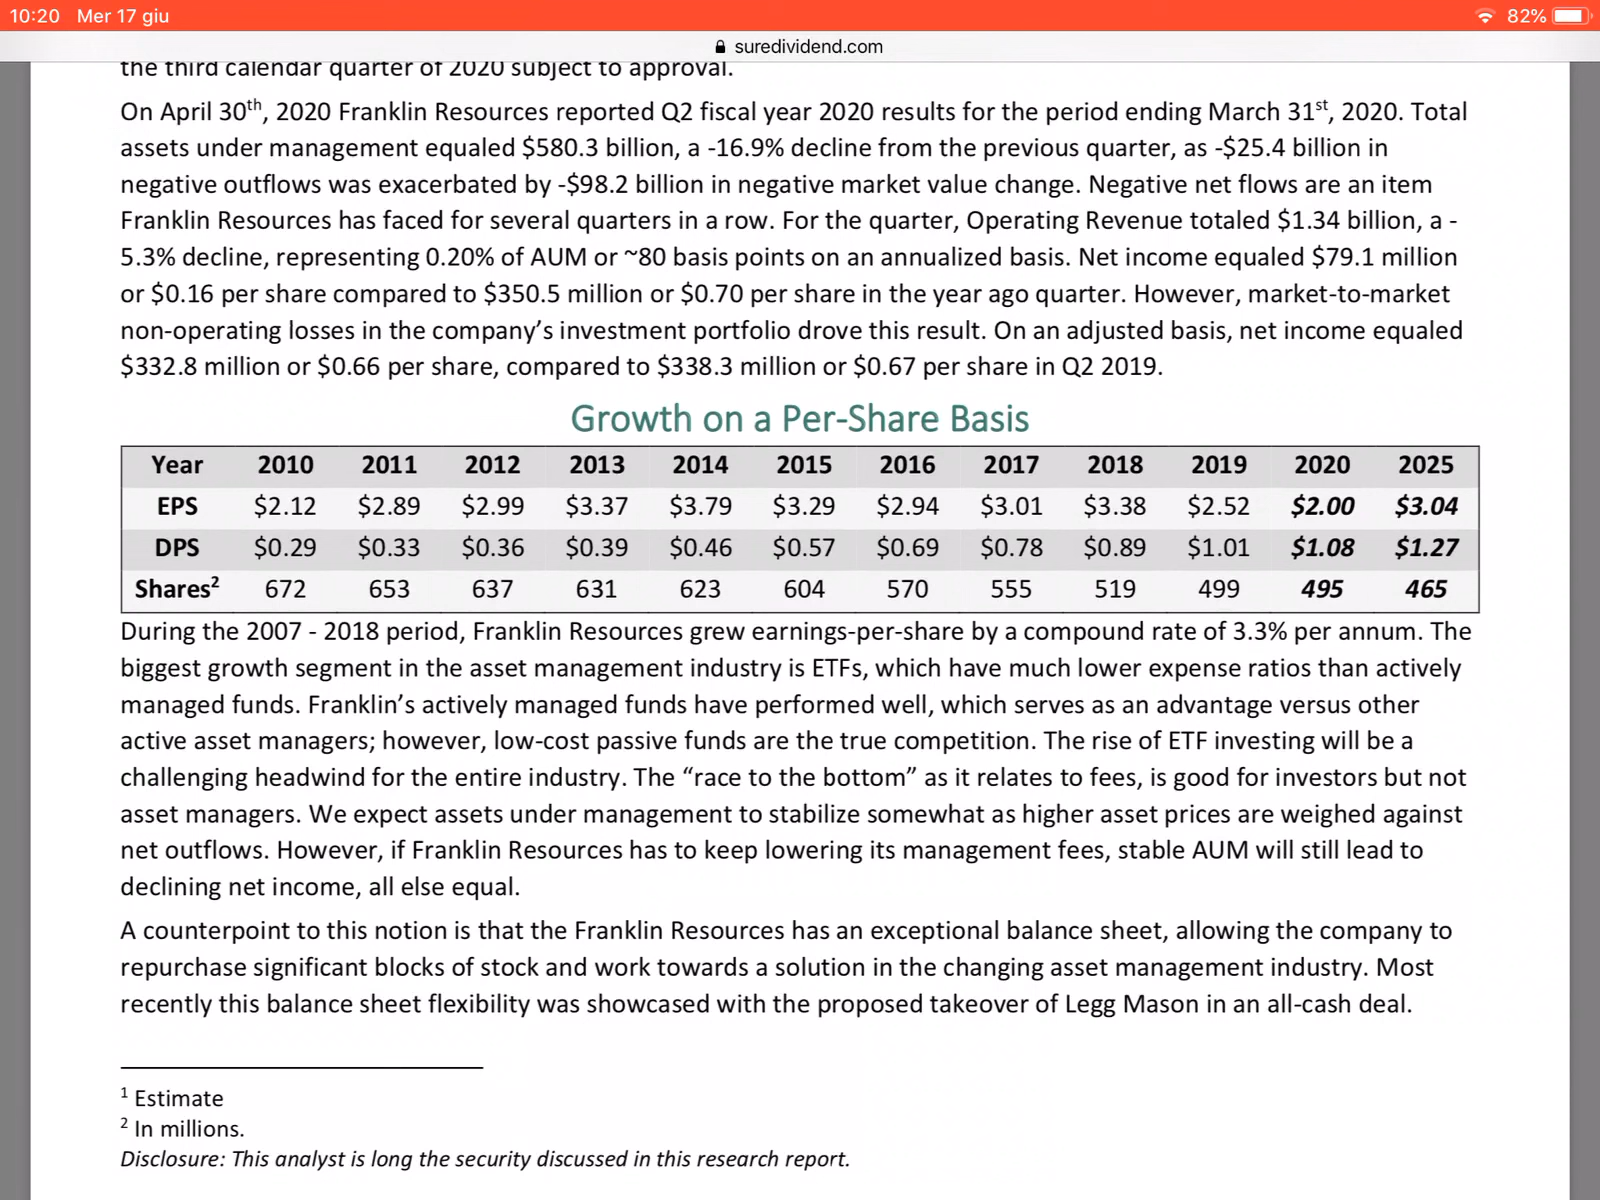 10:20 Mer 17 giu 82%
suredividend.com
the third calendar quarter of 2020 subject to approval.
On April 30th, 2020 Franklin Resources reported Q2 fiscal year 2020 results for the period ending March 31st, 2020. Total
assets under management equaled $580.3 billion, a -16.9% decline from the previous quarter, as -$25.4 billion in
negative outflows was exacerbated by -$98.2 billion in negative market value change. Negative net flows are an item
Franklin Resources has faced for several quarters in a row. For the quarter, Operating Revenue totaled $1.34 billion, a -
5.3% decline, representing 0.20% of AUM or ~80 basis points on an annualized basis. Net income equaled $79.1 million
or $0.16 per share compared to $350.5 million or $0.70 per share in the year ago quarter. However, market-to-market
non-operating losses in the company’s investment portfolio drove this result. On an adjusted basis, net income equaled
$332.8 million or $0.66 per share, compared to $338.3 million or $0.67 per share in Q2 2019.
Growth on a Per-Share Basis
Year 2010 2011 2012 2013 2014 2015 2016 2017 2018 2019 2020 2025
EPS $2.12 $2.89 $2.99 $3.37 $3.79 $3.29 $2.94 $3.01 $3.38 $2.52 $2.00 $3.04
DPS $0.29 $0.33 $0.36 $0.39 $0.46 $0.57 $0.69 $0.78 $0.89 $1.01 $1.08 $1.27
Shares2 672 653 637 631 623 604 570 555 519 499 495 465
During the 2007 - 2018 period, Franklin Resources grew earnings-per-share by a compound rate of 3.3% per annum. The
biggest growth segment in the asset management industry is ETFs, which have much lower expense ratios than actively
managed funds. Franklin’s actively managed funds have performed well, which serves as an advantage versus other
active asset managers; however, low-cost passive funds are the true competition. The rise of ETF investing will be a
challenging headwind for the entire industry. The “race to the bottom” as it relates to fees, is good for investors but not
asset managers. We expect assets under management to stabilize somewhat as higher asset prices are weighed against
net outflows. However, if Franklin Resources has to keep lowering its management fees, stable AUM will still lead to
declining net income, all else equal.
A counterpoint to this notion is that the Franklin Resources has an exceptional balance sheet, allowing the company to
repurchase significant blocks of stock and work towards a solution in the changing asset management industry. Most
recently this balance sheet flexibility was showcased with the proposed takeover of Legg Mason in an all-cash deal.
1 Estimate
2 In millions.
Disclosure: This analyst is long the security discussed in this research report.